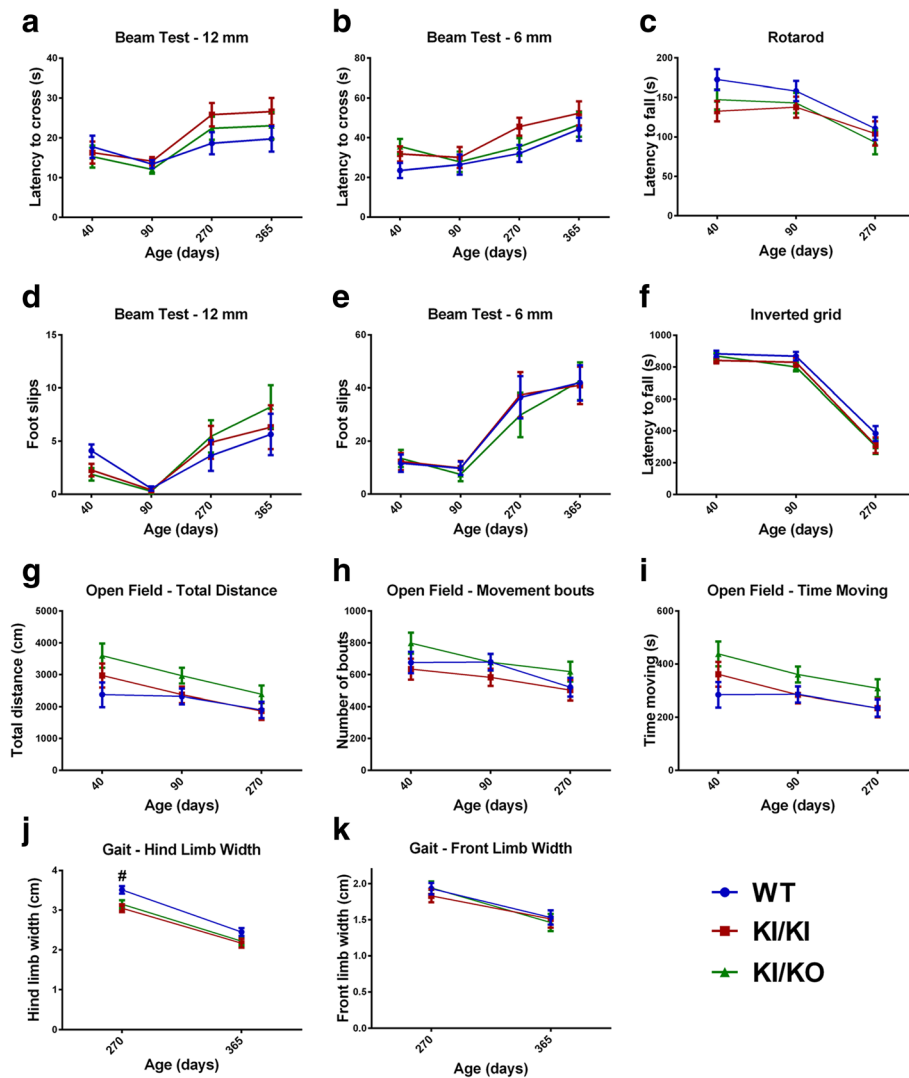 a
Beam Test - 12 mm
Latency to cross (s)
40
30
20
10
0
40
90
270
365
Age (days)
b
Beam Test - 6 mm
Latency to cross (s)
80
60
40
20
0
40
90
270
365
Age (days)
c
Rotarod
Latency to fall (s)
200
150
100
50
0
40
90
270
Age (days)
d
Beam Test - 12 mm
Foot slips
15
10
5
0
40
90
270
365
Age (days)
e
Beam Test - 6 mm
Foot slips
60
40
20
0
40
90
270
365
Age (days)
f
Inverted grid
Latency to fall (s)
1000
800
600
400
200
40
90
270
Age (days)
g
Open Field - Total Distance
Total distance (cm)
5000
4000
3000
2000
1000
0
40
90
270
Age (days)
h
Open Field - Movement bouts
Number of bouts
1000
800
600
400
200
0
40
90
270
Age (days)
i
Open Field - Time Moving
Time moving (s)
600
400
200
0
40
90
270
Age (days)
j
Gait - Hind Limb Width
Hind limb width (cm)
4
3
2
1
0
#
270
365
Age (days)
k
Gait - Front Limb Width
Front limb width (cm)
2.0
1.5
1.0
0.5
0.0
270
365
Age (days)
WT
KI/KI
KI/KO